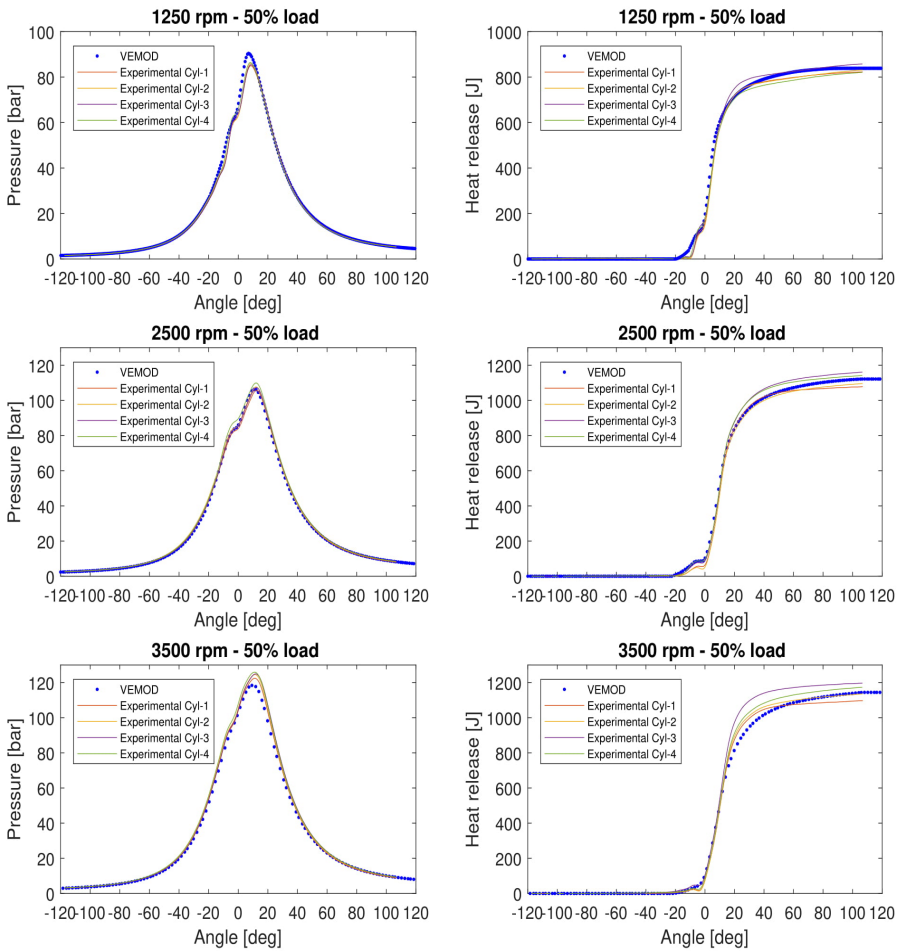 1250 rpm - 50% load
Pressure [bar]
100
80
60
40
20
0
VEMOD
Experimental Cyl-1
Experimental Cyl-2
Experimental Cyl-3
Experimental Cyl-4
-120 -100 -80 -60 -40 -20 0 20 40 60 80 100 120
Angle [deg]
1250 rpm - 50% load
Heat release [J]
1000
800
600
400
200
0
VEMOD
Experimental Cyl-1
Experimental Cyl-2
Experimental Cyl-3
Experimental Cyl-4
-120 -100 -80 -60 -40 -20 0 20 40 60 80 100 120
Angle [deg]
2500 rpm - 50% load
Pressure [bar]
120
100
80
60
40
20
0
VEMOD
Experimental Cyl-1
Experimental Cyl-2
Experimental Cyl-3
Experimental Cyl-4
-120 -100 -80 -60 -40 -20 0 20 40 60 80 100 120
Angle [deg]
2500 rpm - 50% load
Heat release [J]
1200
1000
800
600
400
200
0
VEMOD
Experimental Cyl-1
Experimental Cyl-2
Experimental Cyl-3
Experimental Cyl-4
-120 -100 -80 -60 -40 -20 0 20 40 60 80 100 120
Angle [deg]
3500 rpm - 50% load
Pressure [bar]
120
100
80
60
40
20
0
VEMOD
Experimental Cyl-1
Experimental Cyl-2
Experimental Cyl-3
Experimental Cyl-4
-120 -100 -80 -60 -40 -20 0 20 40 60 80 100 120
Angle [deg]
3500 rpm - 50% load
Heat release [J]
1200
1000
800
600
400
200
0
VEMOD
Experimental Cyl-1
Experimental Cyl-2
Experimental Cyl-3
Experimental Cyl-4
-120 -100 -80 -60 -40 -20 0 20 40 60 80 100 120
Angle [deg]